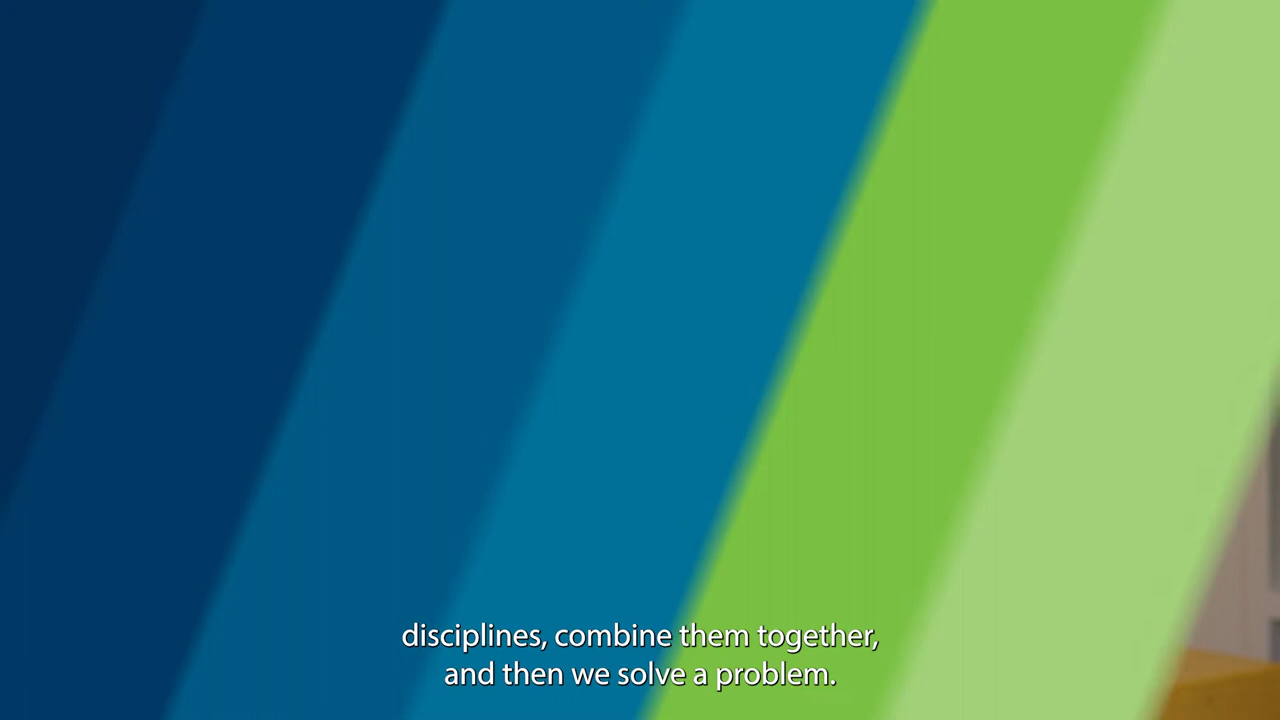 disciplines, combine them together,
and then we solve a problem.